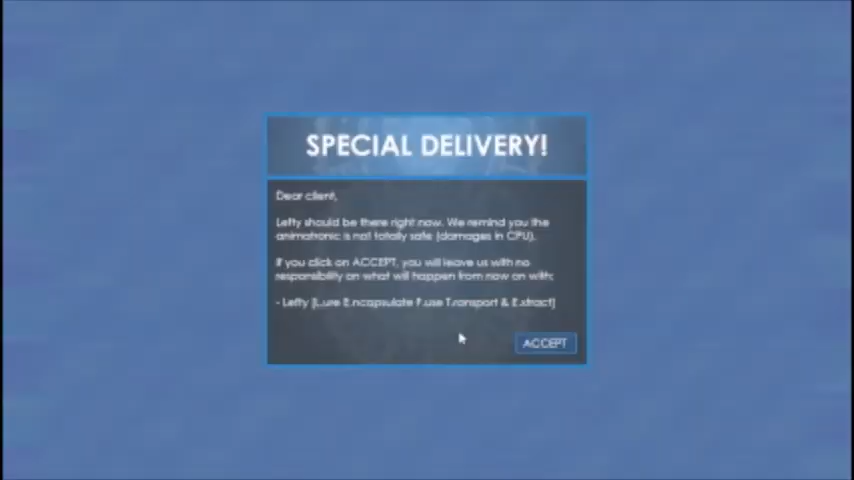 SPECIAL DELIVERY!
Dear client,
Lefty should be there right now. We remind you the
animatronic is not totally safe (damages in CPU).
If you click on ACCEPT, you will leave us with no
responsibility on what will happen from now on with:
- Lefty (L.ure E.ncapsulate F.use T.ransport & E.xtract)
ACCEPT